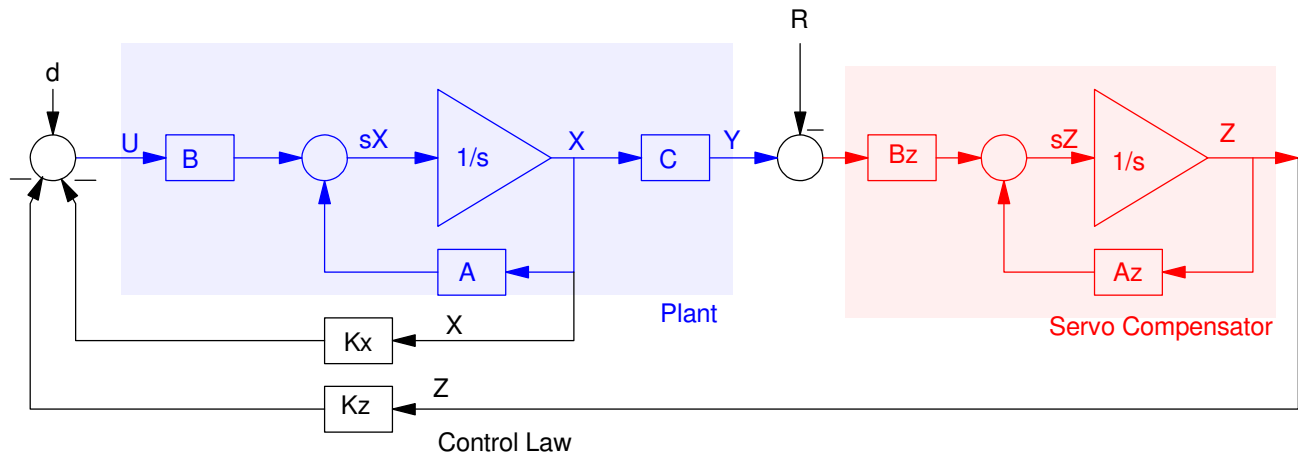 R
d
U
B
sX
1/s
X
C
Y
Bz
sZ
1/s
Z
A
Az
Plant
Servo Compensator
Kx
X
Kz
Z
Control Law